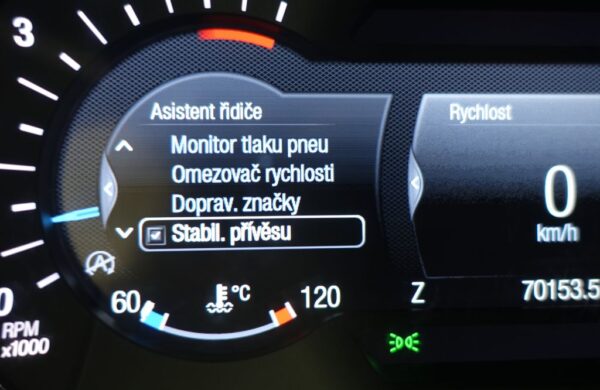 3
Asistent řidiče
Monitor tlaku pneu
Omezovač rychlosti
Doprav. značky
Stabil. přívěsu
Rychlost
0
km/h
60
°C
120
Z
70153.5
0
RPM
x1000
A